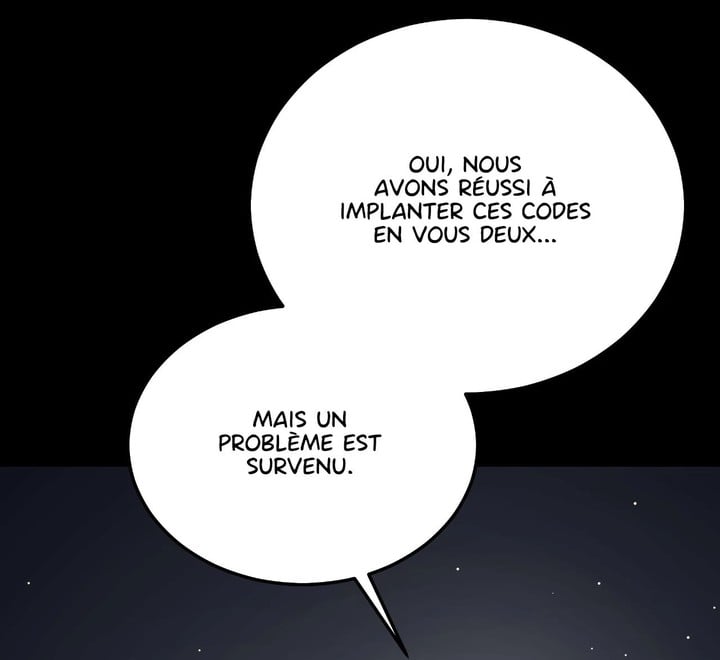 OUI, NOUS
AVONS RÉUSSI À
IMPLANTER CES CODES
EN VOUS DEUX...
MAIS UN
PROBLÈME EST
SURVENU.